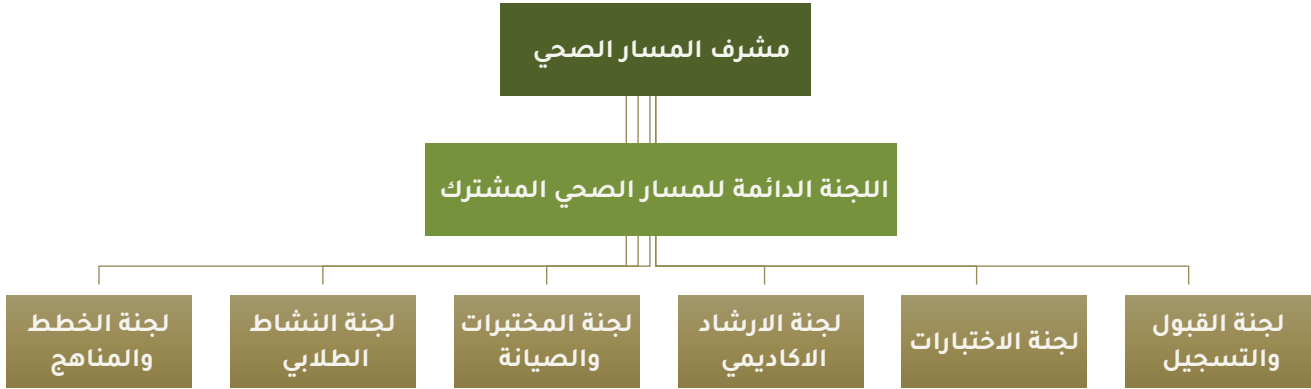 مشرف المسار الصحي
اللجنة الدائمة للمسار الصحي المشترك
لجنة القبول
والتسجيل
لجنة الاختبارات
لجنة الارشاد
الاكاديمي
لجنة المختبرات
والصيانة
لجنة النشاط
الطلابي
لجنة الخطط
والمناهج